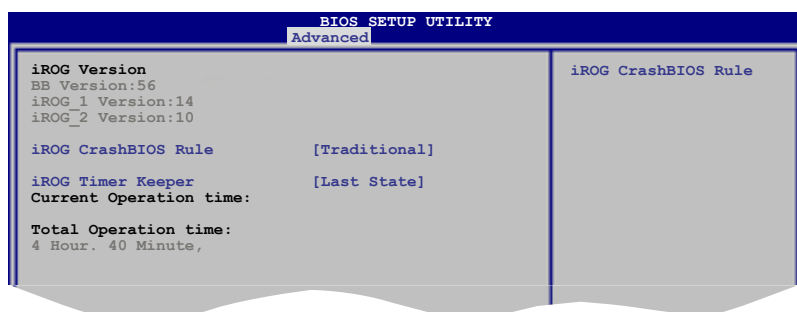 BIOS SETUP UTILITY
Advanced
iROG Version
BB Version:56
iROG_1 Version:14
iROG_2 Version:10
iROG CrashBIOS Rule [Traditional]
iROG Timer Keeper [Last State]
Current Operation time:
Total Operation time:
4 Hour. 40 Minute,
iROG CrashBIOS Rule